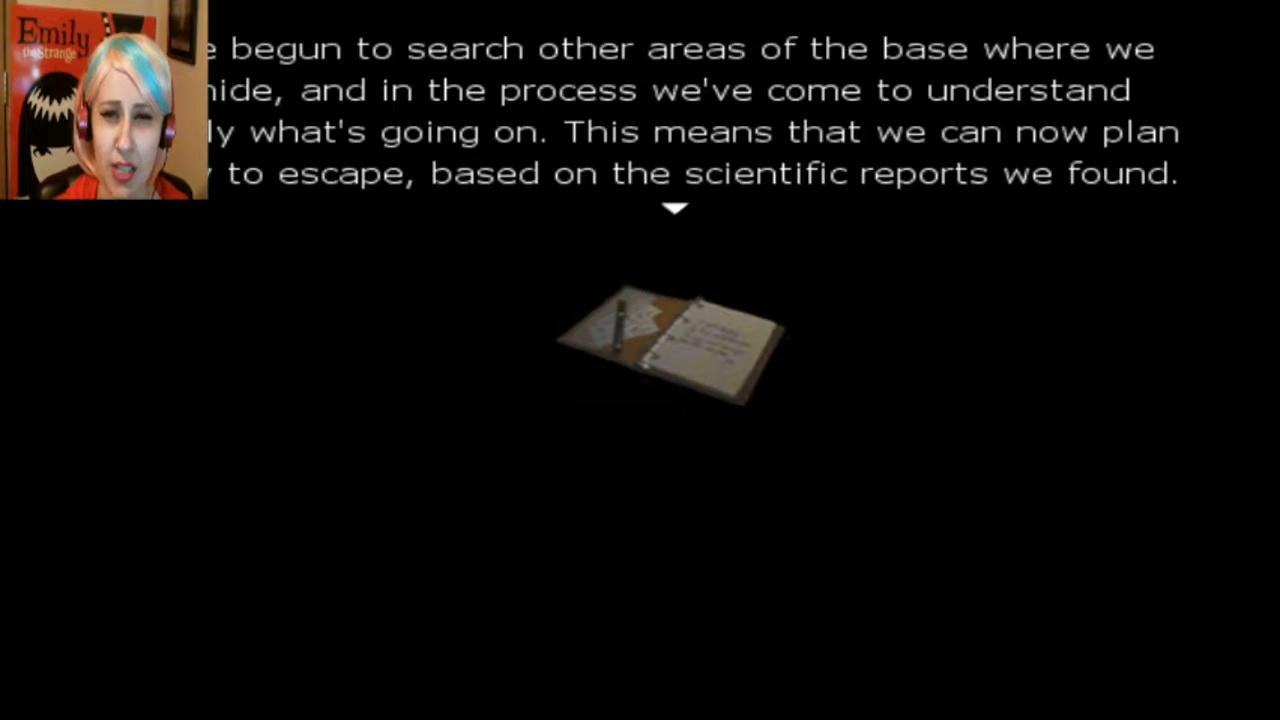 Emily
the Strange
begun to search other areas of the base where we
and in the process we've come to understand
what's going on. This means that we can now plan
to escape, based on the scientific reports we found.